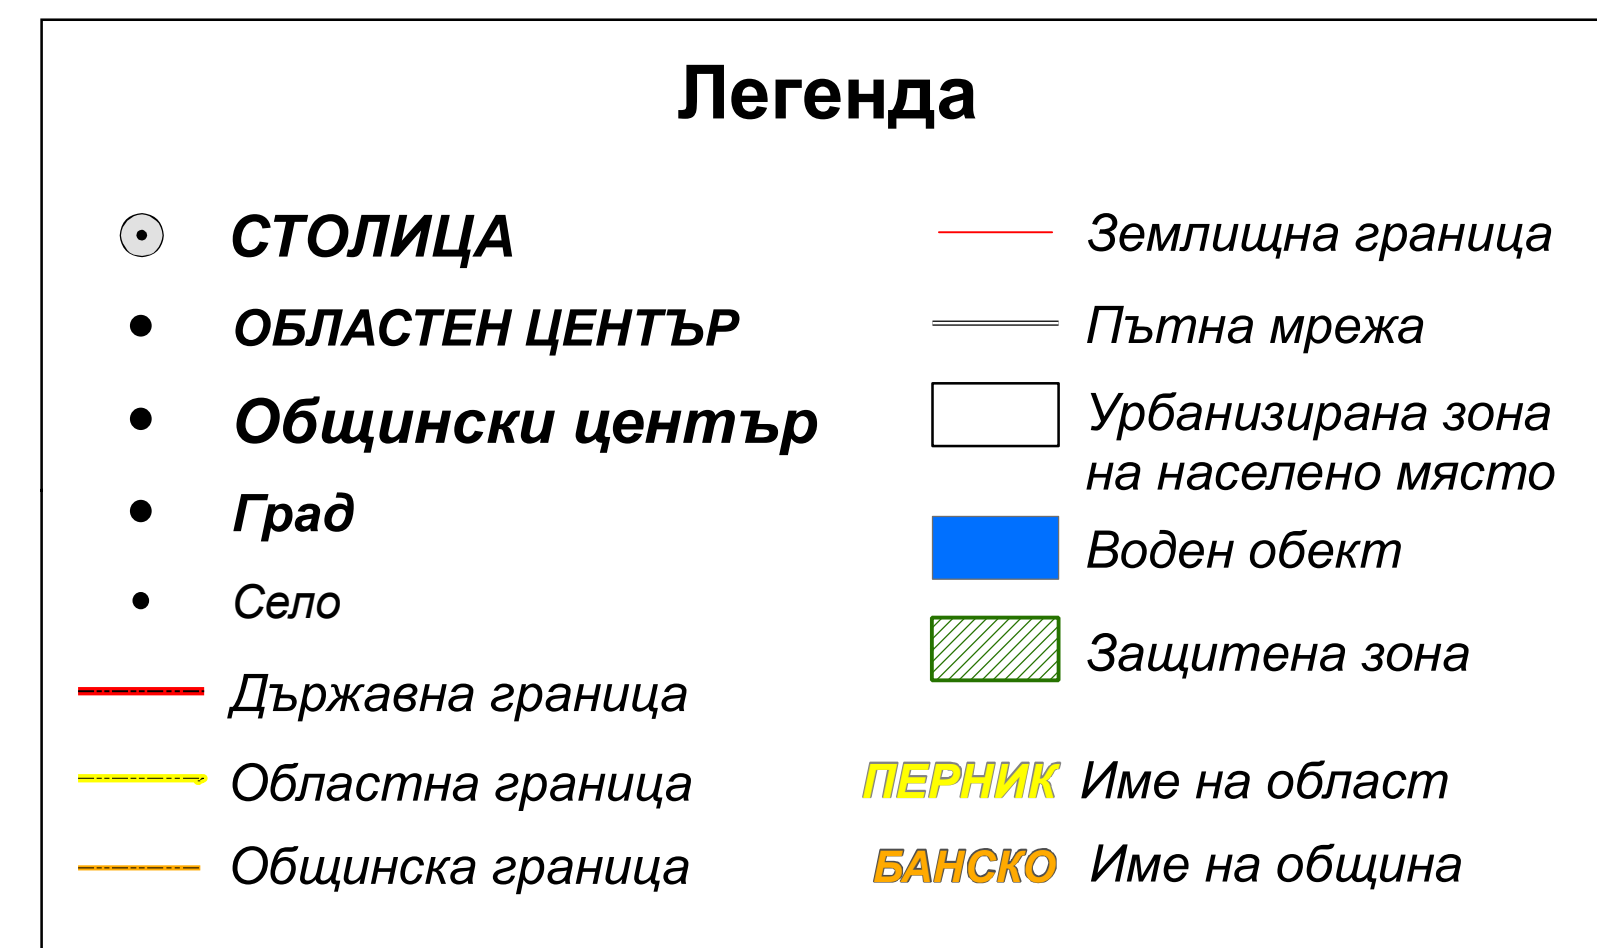 Легенда
СТОЛИЦА
ОБЛАСТЕН ЦЕНТЪР
Общински център
Град
Село
Държавна граница
Областна граница
Общинска граница
Землищна граница
Пътна мрежа
Урбанизирана зона
на населено място
Воден обект
Защитена зона
ПЕРНИК Име на област
БАНСКО Име на община